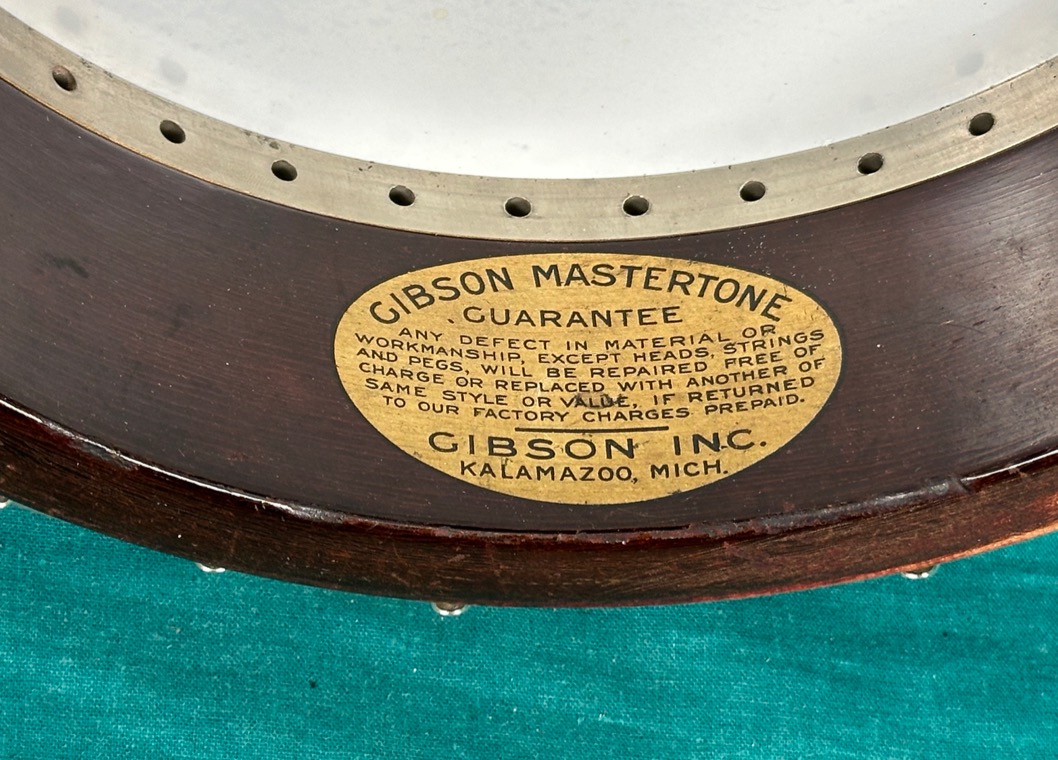 GIBSON MASTERTONE
GUARANTEE
ANY DEFECT IN MATERIAL OR
WORKMANSHIP, EXCEPT HEADS, STRINGS
AND PEGS, WILL BE REPAIRED FREE OF
CHARGE OR REPLACED WITH ANOTHER OF
SAME STYLE OR VALUE, IF RETURNED
TO OUR FACTORY CHARGES PREPAID.
GIBSON INC.
KALAMAZOO, MICH.